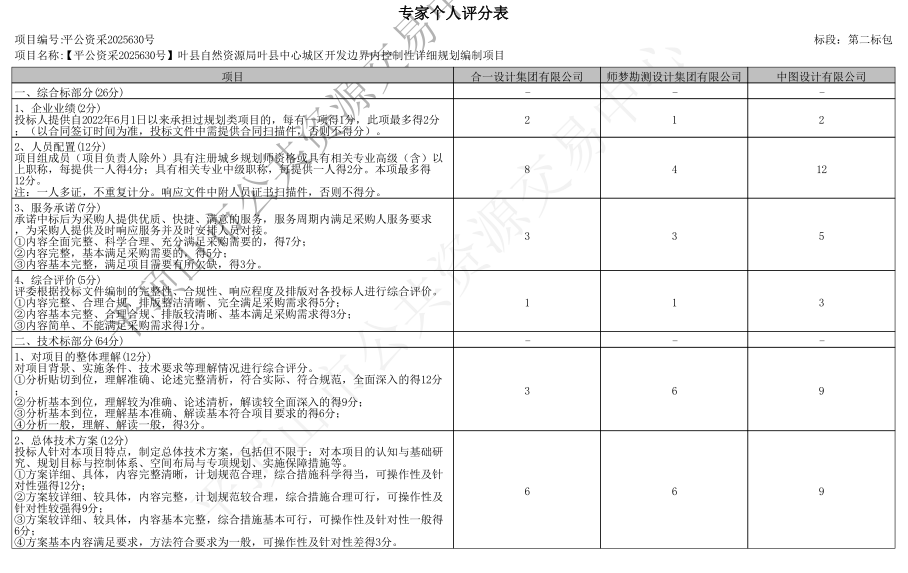 专家个人评分表
项目编号:平公资采2025630号 标段: 第二标包
项目名称:【平公资采2025630号】叶县自然资源局叶县中心城区开发边界内控制性详细规划编制项目
项目 合一设计集团有限公司 师梦勘测设计集团有限公司 中图设计有限公司
一、综合标部分(26分) - - -
1、企业业绩(2分)
投标人提供自2022年6月1日以来承担过规划类项目的，每有一项得1分，此项最多得2分
；（以合同签订时间为准，投标文件中需提供合同扫描件，否则不得分）。
2 1 2
2、人员配置(12分)
项目组成员（项目负责人除外）具有注册城乡规划师资格或具有相关专业高级（含）以
上职称，每提供一人得4分；具有相关专业中级职称，每提供一人得2分。本项最多得
12分。
注：一人多证，不重复计分。响应文件中附人员证书扫描件，否则不得分。
8 4 12
3、服务承诺(7分)
承诺中标后为采购人提供优质、快捷、满意的服务，服务周期内满足采购人服务要求
，为采购人提供及时响应服务并及时安排人员对接。
①内容全面完整、科学合理、充分满足采购需要的，得7分；
②内容完整，基本满足采购需要的，得5分；
③内容基本完整，满足项目需要有所欠缺，得3分。
3 3 5
4、综合评价(5分)
评委根据投标文件编制的完整性、合规性、响应程度及排版对各投标人进行综合评价。
①内容完整、合理合规、排版整洁清晰、完全满足采购需求得5分；
②内容基本完整、合理合规、排版较清晰、基本满足采购需求得3分；
③内容简单、不能满足采购需求得1分。
1 1 3
二、技术标部分(64分) - - -
1、对项目的整体理解(12分)
对项目背景、实施条件、技术要求等理解情况进行综合评分。
①分析贴切到位，理解准确、论述完整清析，符合实际、符合规范，全面深入的得12分
；
②分析基本到位，理解较为准确、论述清析，解读较全面深入的得9分；
③分析基本到位，理解基本准确、解读基本符合项目要求的得6分；
④分析一般，理解、解读一般，得3分。
3 6 9
2、总体技术方案(12分)
投标人针对本项目特点，制定总体技术方案，包括但不限于：对本项目的认知与基础研
究、规划目标与控制体系、空间布局与专项规划、实施保障措施等。
①方案详细、具体，内容完整清晰，计划规范合理，综合措施科学得当，可操作性及针
对性强得12分；
②方案较详细、较具体，内容完整，计划规范较合理，综合措施合理可行，可操作性及
针对性较强得9分；
③方案较详细、较具体，内容基本完整，综合措施基本可行，可操作性及针对性一般得
6分；
④方案基本内容满足要求，方法符合要求为一般，可操作性及针对性差得3分。
6 6 9
平顶山市公共资源交易中心
平顶山市公共资源交易中心